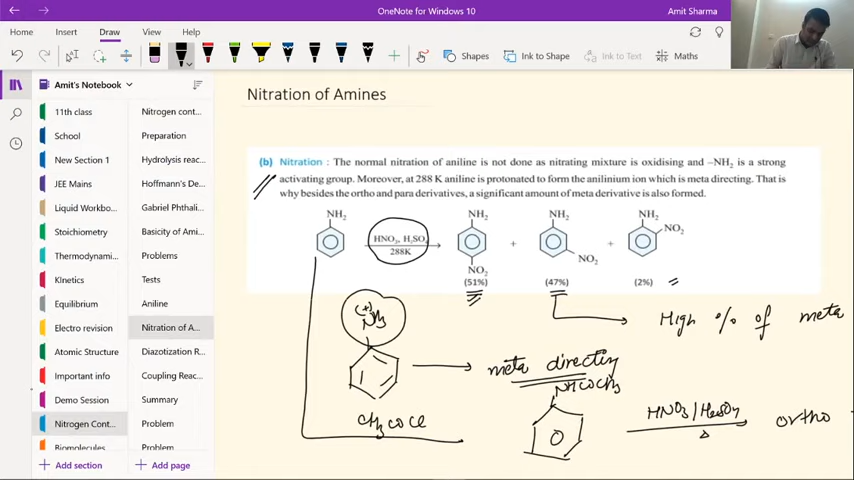 OneNote for Windows 10
Amit Sharma
Home Insert Draw View Help
Shapes Ink to Shape Ink to Text Maths
Amit's Notebook
11th class
School
New Section 1
JEE Mains
Liquid Workbo...
Stoichiometry
KInetics
Equilibrium
Electro revision
Atomic Structure
Important info
Demo Session
Nitrogen Cont...
Biomolecules
Add section
Nitrogen cont...
Preparation
Hydrolysis reac...
Hoffmann's De...
Gabriel Phthali...
Basicity of Ami...
Problems
Tests
Aniline
Nitration of A...
Diazotization R...
Coupling Reac...
Summary
Problem
Problem
Add page
Nitration of Amines
(b) Nitration : The normal nitration of aniline is not done as nitrating mixture is oxidising and –NH2 is a strong
activating group. Moreover, at 288 K aniline is protonated to form the anilinium ion which is meta directing. That is
why besides the ortho and para derivatives, a significant amount of meta derivative is also formed.
NH2 NH2 NH2 NH2
HNO3, H2SO4
288K
+ +
NO2 NO2 NO2
(51%) (47%) (2%)
High % of meta
(+)
NH3
meta directing
NHCOCH3
CH3COCl
HNO3/H2SO4
Δ
ortho